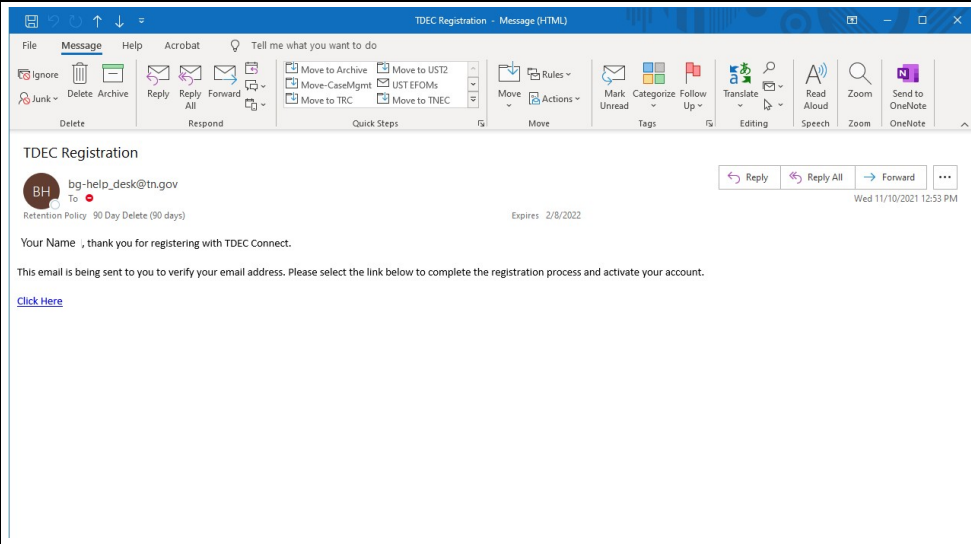 TDEC Registration - Message (HTML)
File Message Help Acrobat Tell me what you want to do
Ignore
Junk
Delete
Archive
Reply
Reply All
Forward
Move to Archive Move to UST2
Move-CaseMgmt UST EFOMs
Move to TRC Move to TNEC
Move
Rules
Actions
Mark Unread
Categorize
Follow Up
Translate
Read Aloud
Zoom
Send to OneNote
Delete Respond Quick Steps Move Tags Editing Speech Zoom OneNote
TDEC Registration
BH
bg-help_desk@tn.gov
To
Reply Reply All Forward
Wed 11/10/2021 12:53 PM
Retention Policy 90 Day Delete (90 days) Expires 2/8/2022
Your Name , thank you for registering with TDEC Connect.
This email is being sent to you to verify your email address. Please select the link below to complete the registration process and activate your account.
Click Here